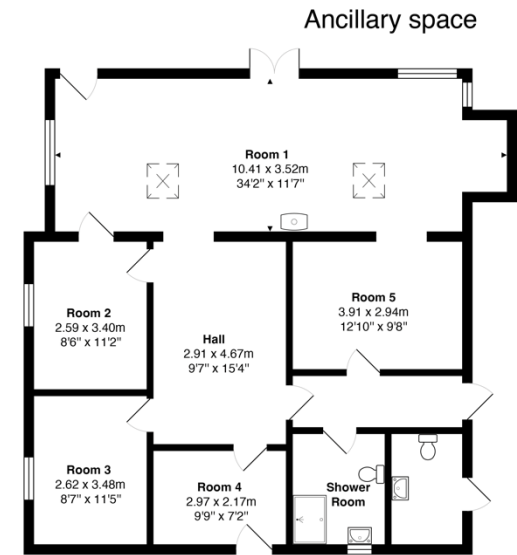 Ancillary space
Room 1
10.41 x 3.52m
34'2" x 11'7"
Room 2
2.59 x 3.40m
8'6" x 11'2"
Hall
2.91 x 4.67m
9'7" x 15'4"
Room 5
3.91 x 2.94m
12'10" x 9'8"
Room 3
2.62 x 3.48m
8'7" x 11'5"
Room 4
2.97 x 2.17m
9'9" x 7'2"
Shower
Room